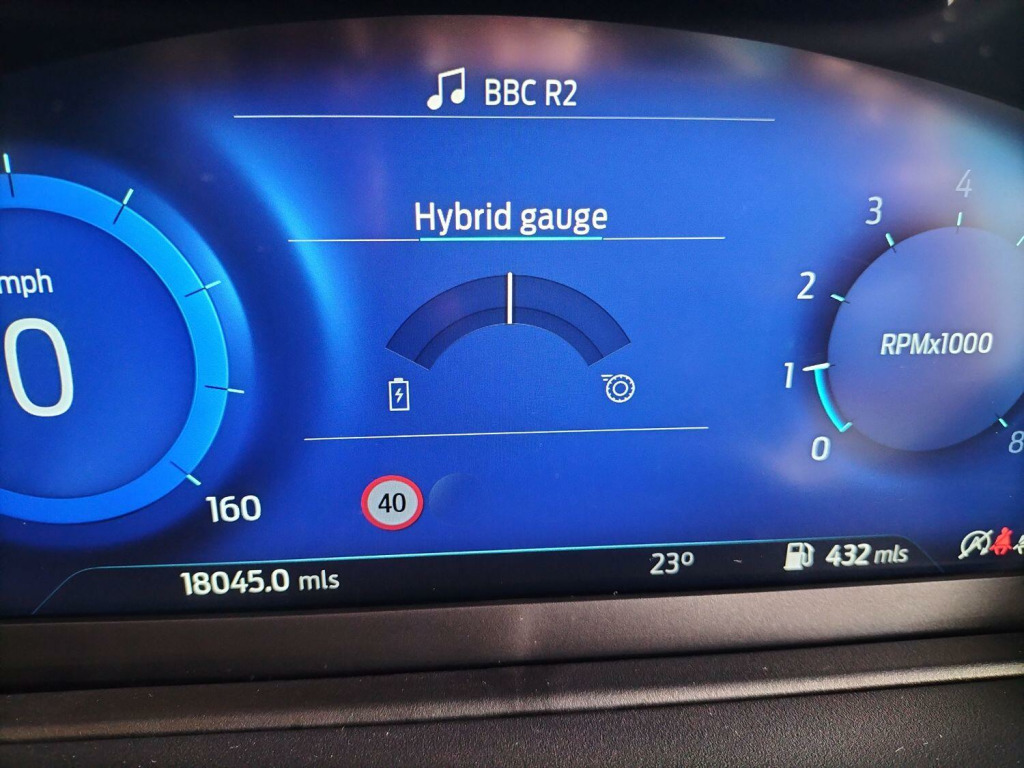 BBC R2
Hybrid gauge
mph
0
160
40
4
3
2
1
0
8
RPMx1000
18045.0 mls
23º
432 mls